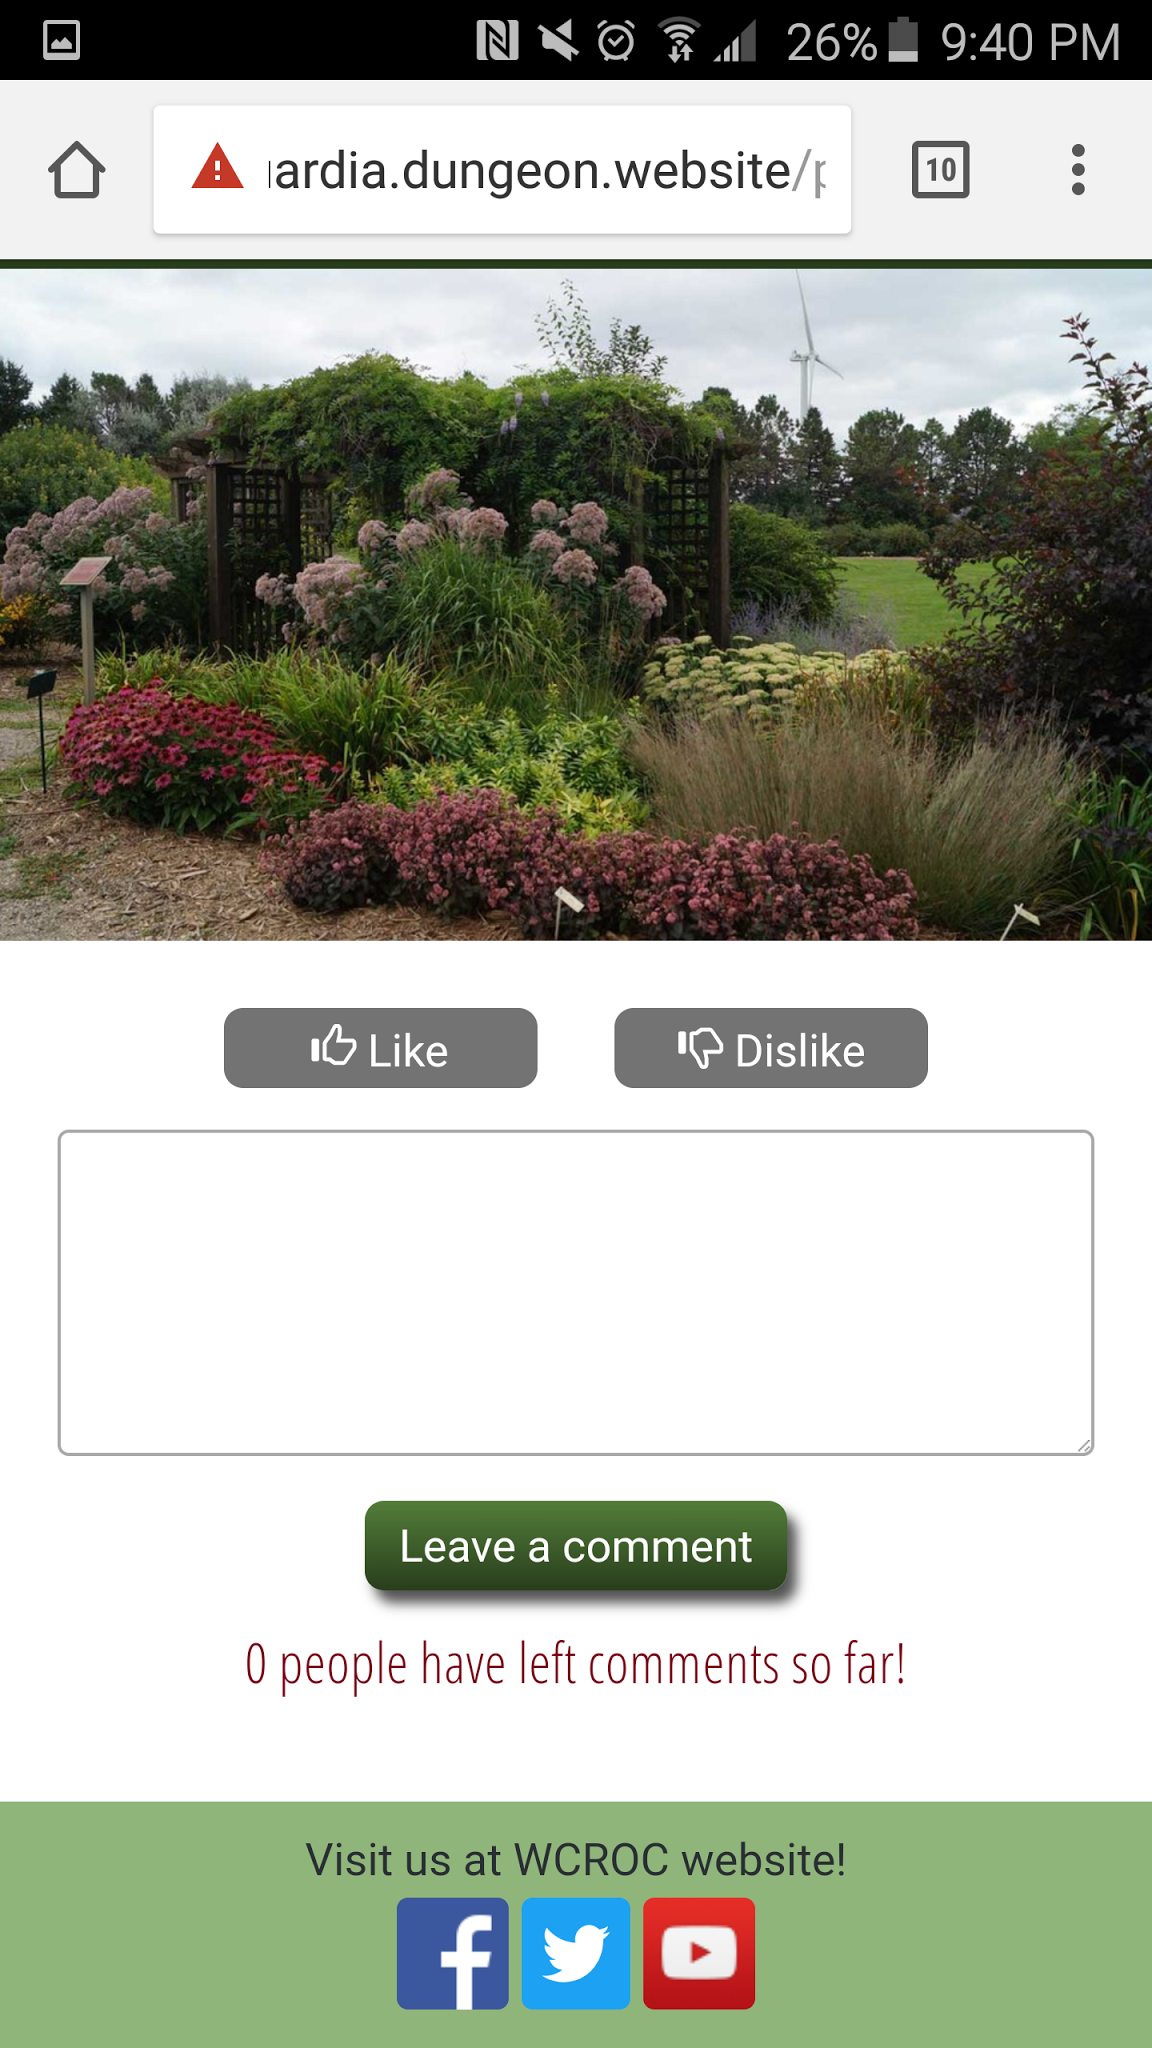 26% 9:40 PM
ardia.dungeon.website/p
10
Like Dislike
Leave a comment
0 people have left comments so far!
Visit us at WCROC website!